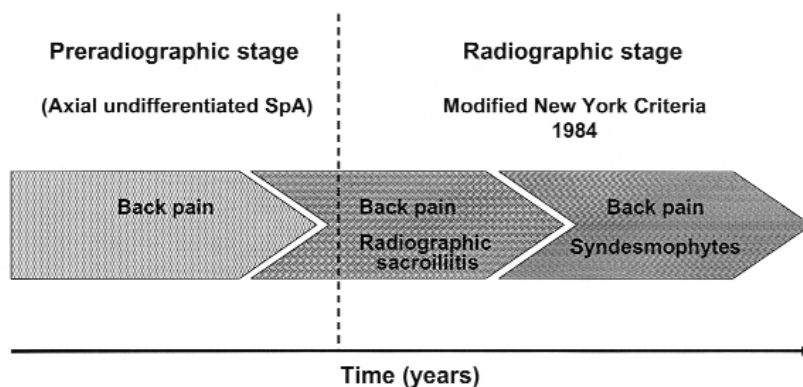 Preradiographic stage
Radiographic stage
(Axial undifferentiated SpA)
Modified New York Criteria
1984
Back pain
Back pain
Radiographic
sacroiliitis
Back pain
Syndesmophytes
Time (years)